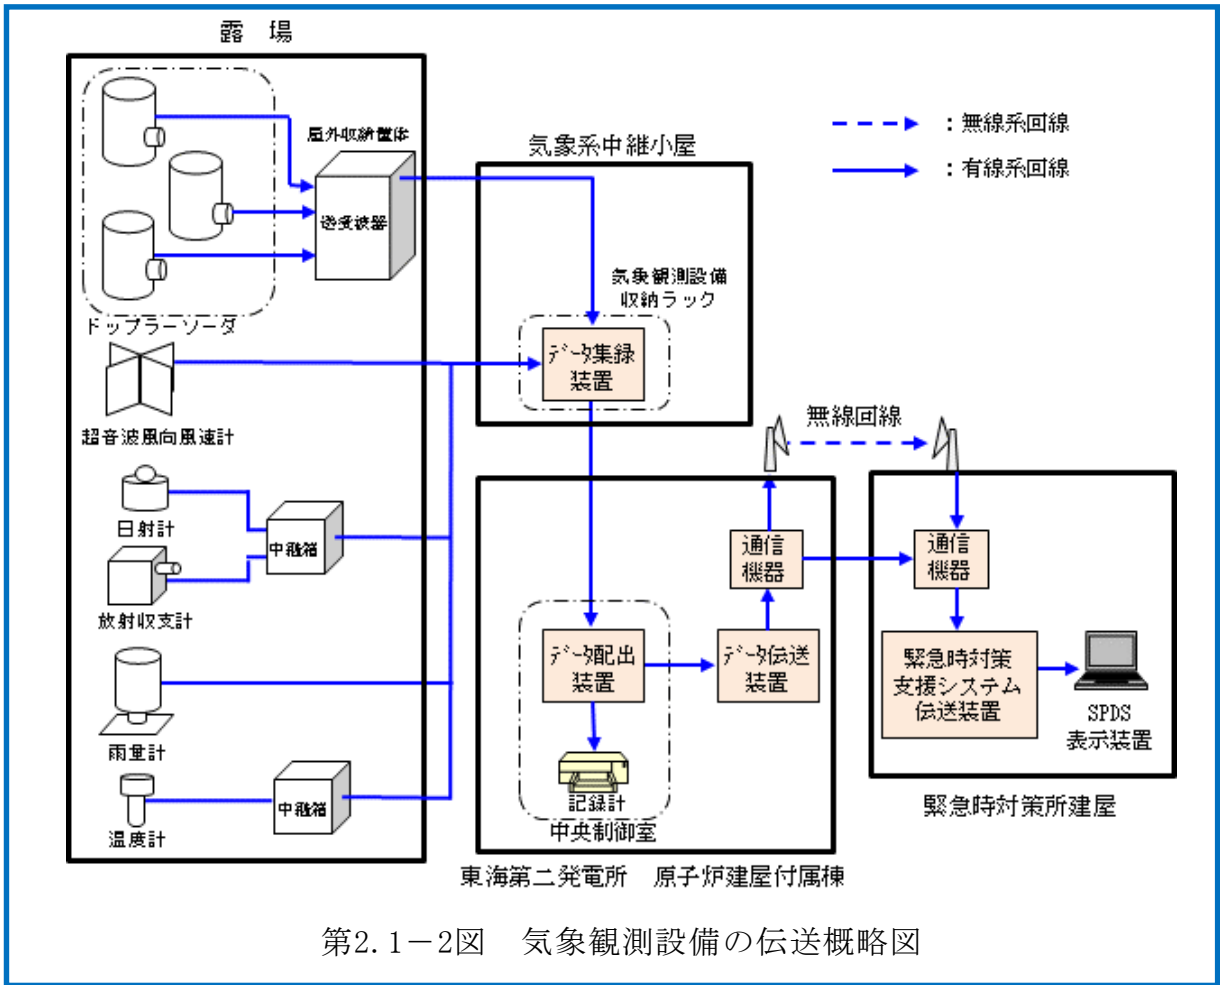 露　場
屋外収納筐体
送受波器
ドップラーソーダ
超音波風向風速計
日射計
中継箱
放射収支計
雨量計
中継箱
温度計
気象系中継小屋
気象観測設備
収納ラック
データ集録
装置
：無線系回線
：有線系回線
無線回線
通信
機器
通信
機器
データ配出
装置
データ伝送
装置
記録計
中央制御室
東海第二発電所　原子炉建屋付属棟
緊急時対策
支援システム
伝送装置
SPDS
表示装置
緊急時対策所建屋
第2.1－2図　気象観測設備の伝送概略図